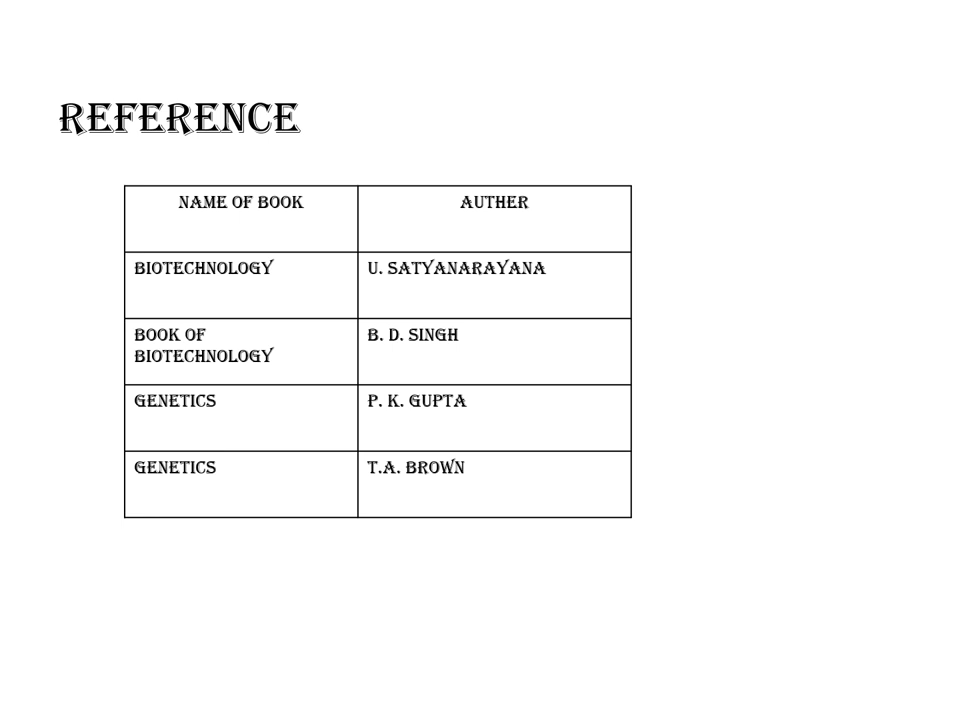 REFERENCE
NAME OF BOOK
AUTHER
BIOTECHNOLOGY
U. SATYANARAYANA
BOOK OF
BIOTECHNOLOGY
B. D. SINGH
GENETICS
P. K. GUPTA
GENETICS
T.A. BROWN